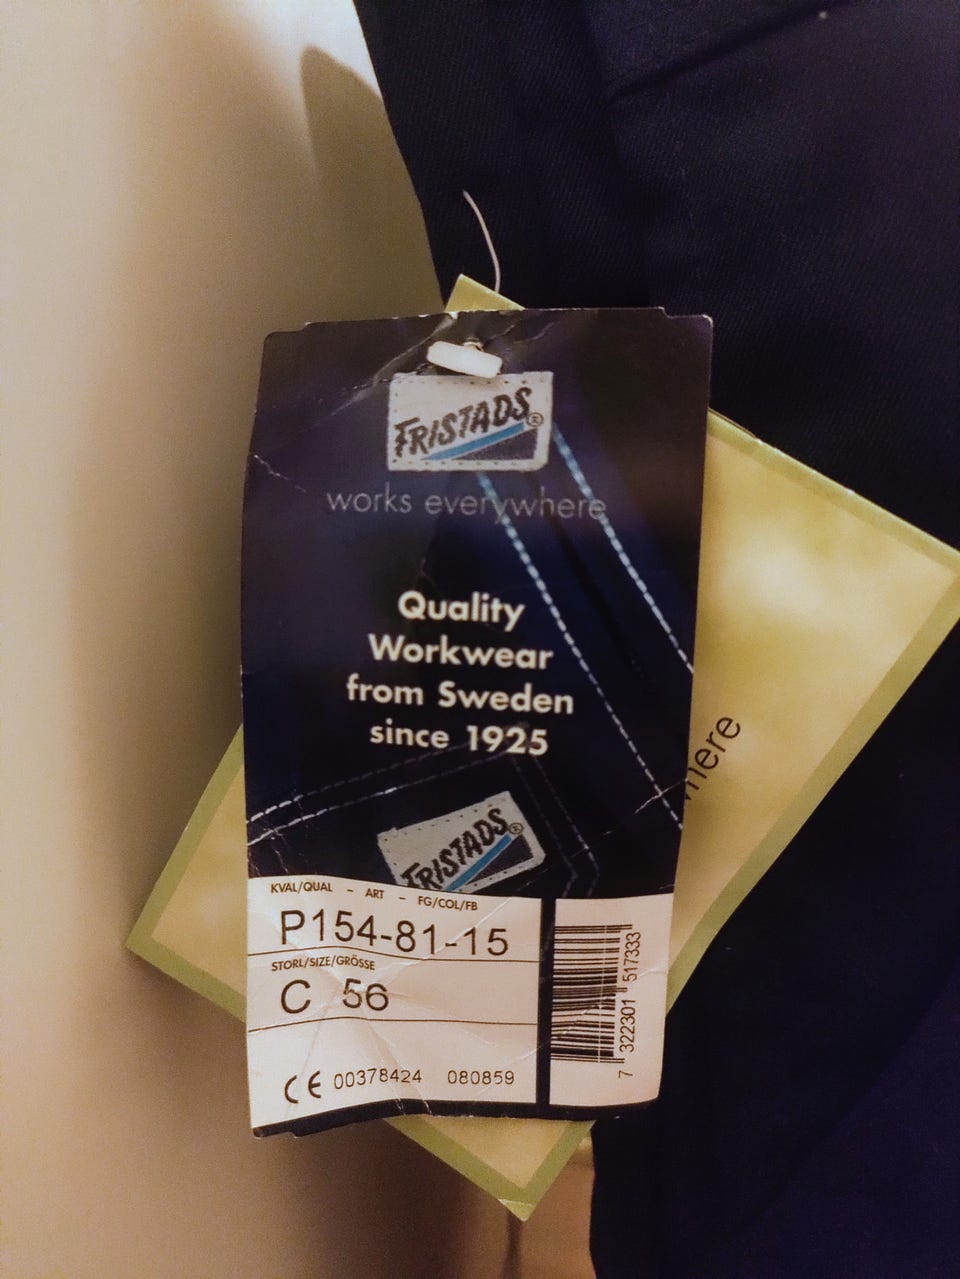 FRISTADS®
works everywhere
Quality
Workwear
from Sweden
since 1925
FRISTADS®
KVAL/QUAL - ART - FG/COL/FB
P154-81-15
STORL/SIZE/GRÖSSE
C 56
CE 00378424 080859
7 322301 517333